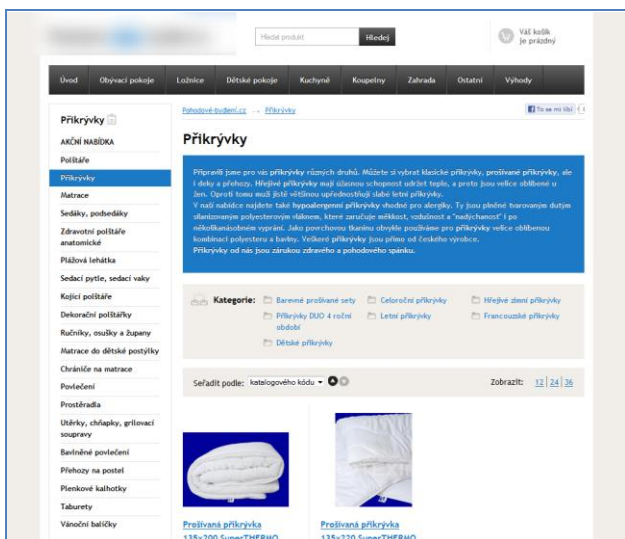 Hledat produkt
Hledej
Váš košík
je prázdný
Úvod Obývací pokoje Ložnice Dětské pokoje Kuchyně Koupelny Zahrada Ostatní Výhody
Přikrývky
AKČNÍ NABÍDKA
Polštáře
Přikrývky
Matrace
Sedáky, podsedáky
Zdravotní polštáře
anatomické
Plážová lehátka
Sedací pytle, sedací vaky
Kojící polštáře
Dekorační polštářky
Ručníky, osušky a župany
Matrace do dětské postýlky
Chrániče na matrace
Povlečení
Prostěradla
Utěrky, chňapky, grilovací
soupravy
Bavlněné povlečení
Přehozy na postel
Plenkové kalhotky
Taburety
Vánoční balíčky
Pohodové-bydlení.cz → Přikrývky
To se mi líbí
Přikrývky
Připravili jsme pro vás přikrývky různých druhů. Můžete si vybrat klasické přikrývky, prošívané přikrývky, ale
i deky a přehozy. Hřejivé přikrývky mají úžasnou schopnost udržet teplo, a proto jsou velice oblíbené u
žen. Oproti tomu muži jistě většinou upřednostňují slabé letní přikrývky.
V naší nabídce najdete také hypoalergenní přikrývky vhodné pro alergiky. Ty jsou plněné tvarovaným dutým
silanizovaným polyesterovým vláknem, které zaručuje měkkost, vzdušnost a "nadýchanost" i po
několikanásobném vyprání. Jako povrchovou tkaninu obvykle používáme pro přikrývky velice oblíbenou
kombinaci polyesteru a bavlny. Veškeré přikrývky jsou přímo od českého výrobce.
Přikrývky od nás jsou zárukou zdravého a pohodového spánku.
Kategorie: Barevné prošívané sety Celoroční přikrývky Hřejivé zimní přikrývky
Přikrývky DUO 4 roční
období Letní přikrývky Francouzské přikrývky
Dětské přikrývky
Seřadit podle: katalogového kódu
Zobrazit: 12 | 24 | 36
Prošívaná přikrývka
135x200 SuperTHERMO
Prošívaná přikrývka
135x220 SuperTHERMO